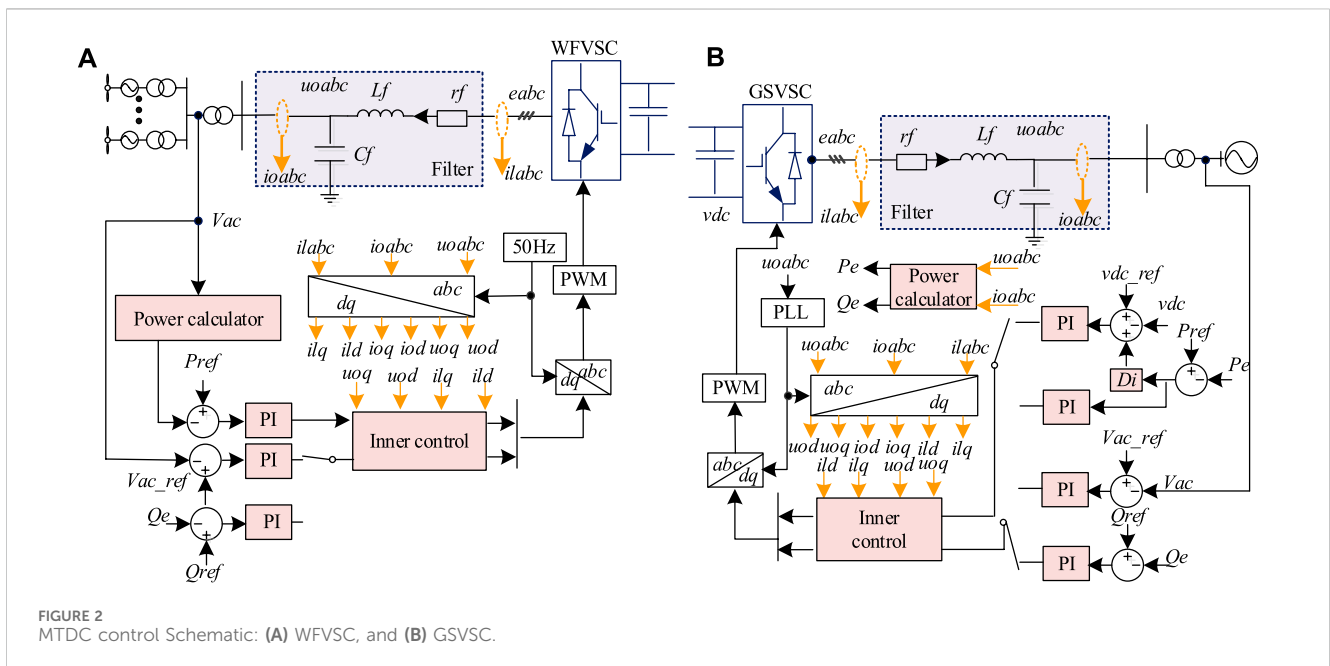 A
WFVSC
uoabc
Lf
rf
eabc
Cf
Filter
ioabc
ilabc
Vac
ilabc
ioabc
uoabc
50Hz
PWM
abc
dq
Power calculator
ilq
ild
ioq
iod
uoq
uod
Pref
uoq
uod
ilq
ild
dq
abc
+
−
PI
Inner control
−
+
PI
Vac_ref
Qe
−
+
PI
Qref
B
GSVSC
eabc
rf
Lf
uoabc
Cf
Filter
vdc
ilabc
ioabc
uoabc
Pe
Qe
Power
calculator
uoabc
ioabc
vdc_ref
PLL
PI
+
−
vdc
Pref
uoabc
ioabc
ilabc
PWM
abc
dq
Di
+
−
Pe
PI
uod
uoq
iod
ioq
ild
ilq
Vac_ref
abc
dq
ild
ilq
uod
uoq
PI
+
−
Vac
Inner
control
Qref
PI
+
−
Qe
FIGURE 2
MTDC control Schematic: (A) WFVSC, and (B) GSVSC.